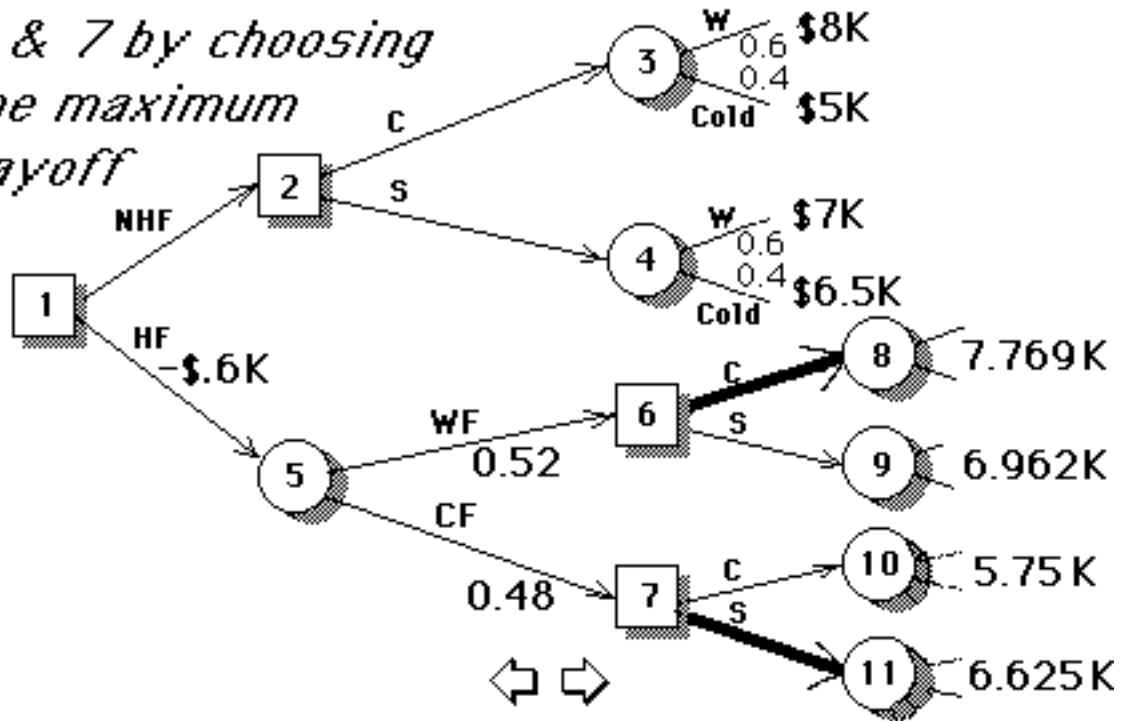 & 7 by choosing
maximum
W
$8K
3
0.6
0.4
Cold
$5K
C
2
S
NHF
W
$7K
4
0.6
0.4
Cold
$6.5K
1
HF
-$.6K
C
8
7.769K
6
WF
0.52
S
9
6.962K
5
CF
0.48
C
10
5.75K
7
S
11
6.625K